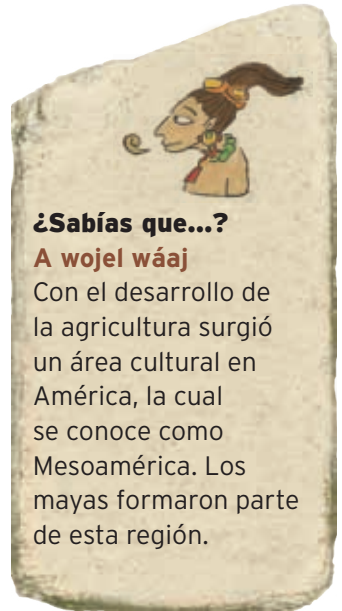 ¿Sabías que...?
A wojel wáaj
Con el desarrollo de
la agricultura surgió
un área cultural en
América, la cual
se conoce como
Mesoamérica. Los
mayas formaron parte
de esta región.